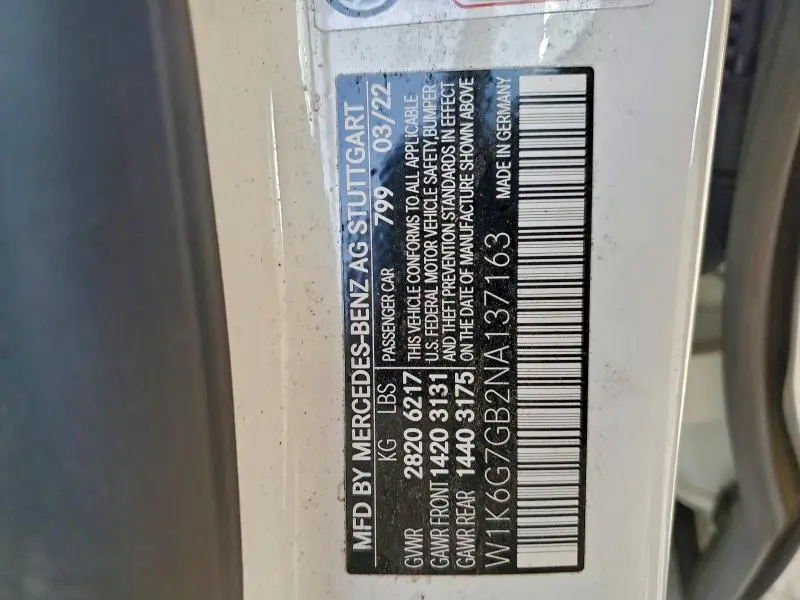 MFD BY MERCEDES-BENZ AG STUTTGART
KG LBS PASSENGER CAR 799 03/22
GVWR 2820 6217
GAWR FRONT 1420 3131
GAWR REAR 1440 3175
THIS VEHICLE CONFORMS TO ALL APPLICABLE
U.S. FEDERAL MOTOR VEHICLE SAFETY, BUMPER
AND THEFT PREVENTION STANDARDS IN EFFECT
ON THE DATE OF MANUFACTURE SHOWN ABOVE
W1K6G7GB2NA137163 MADE IN GERMANY